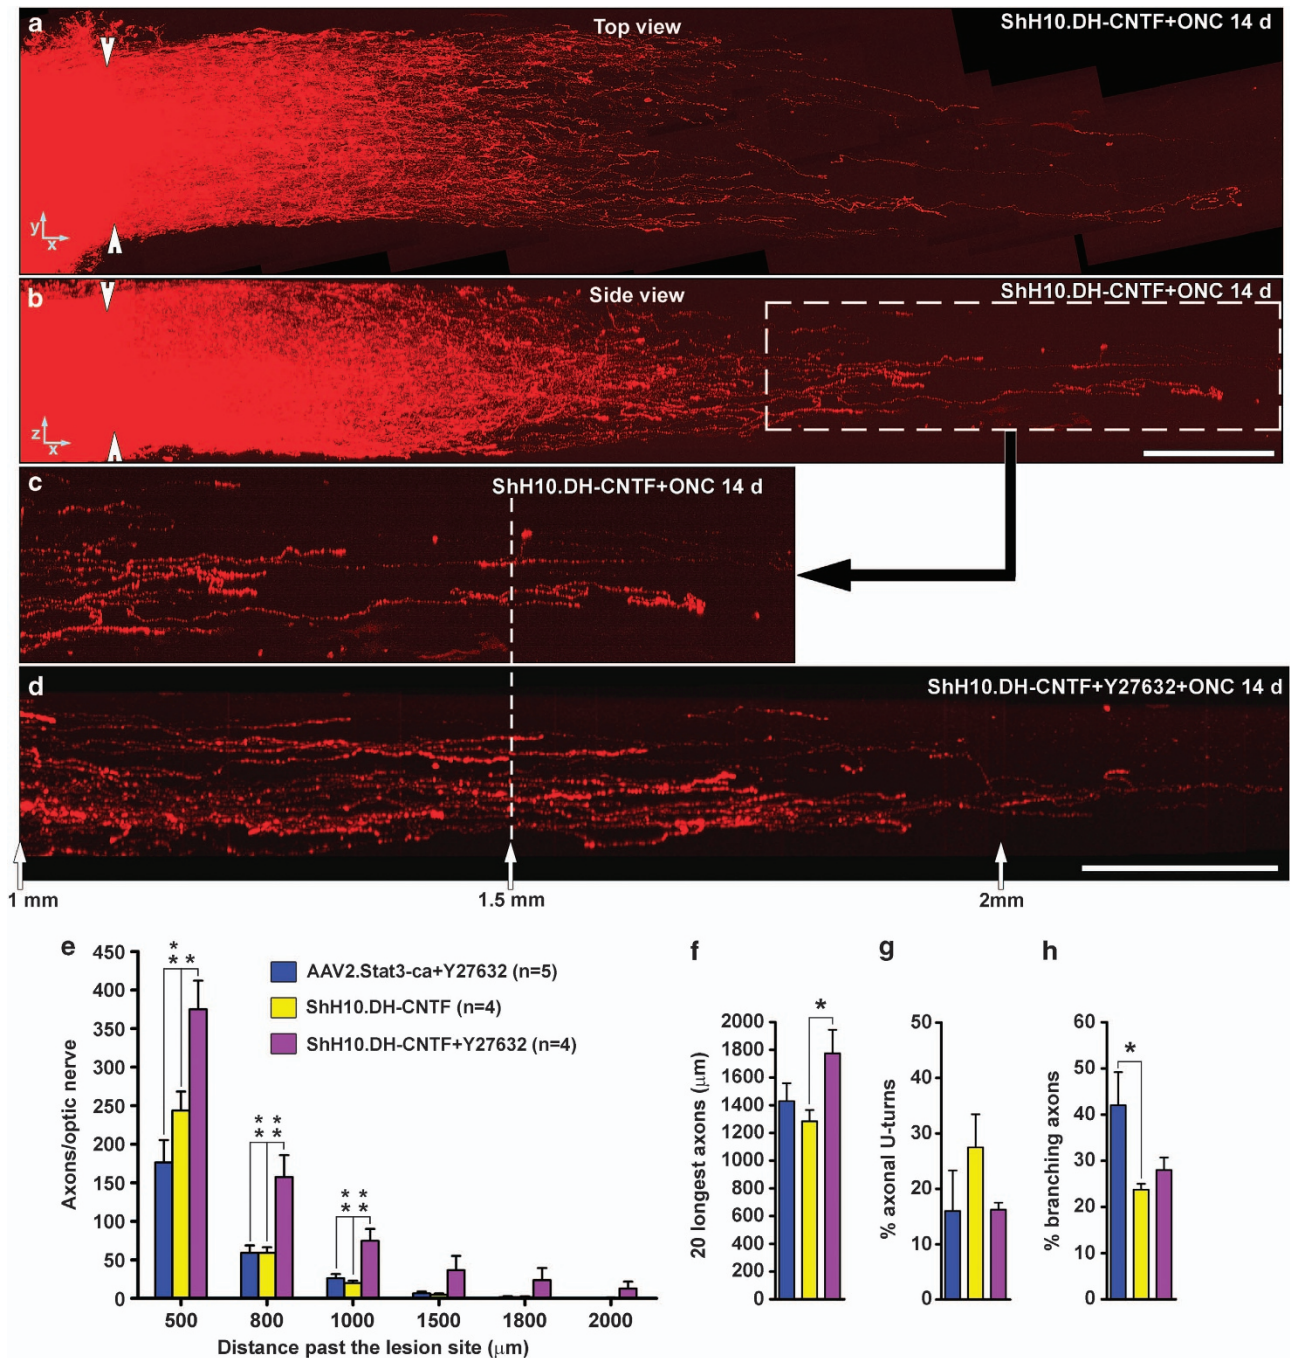 a
Top view
ShH10.DH-CNTF+ONC 14 d
y
x
b
Side view
ShH10.DH-CNTF+ONC 14 d
z
x
c
ShH10.DH-CNTF+ONC 14 d
d
ShH10.DH-CNTF+Y27632+ONC 14 d
1 mm
1.5 mm
2mm
e
Axons/optic nerve
450
400
350
300
250
200
150
100
50
0
* * *
* * * *
* * * *
AAV2.Stat3-ca+Y27632 (n=5)
ShH10.DH-CNTF (n=4)
ShH10.DH-CNTF+Y27632 (n=4)
500 800 1000 1500 1800 2000
Distance past the lesion site (μm)
f
20 longest axons (μm)
2000
1800
1600
1400
1200
1000
800
600
400
200
0
*
g
% axonal U-turns
50
40
30
20
10
0
h
% branching axons
60
50
40
30
20
10
0
*